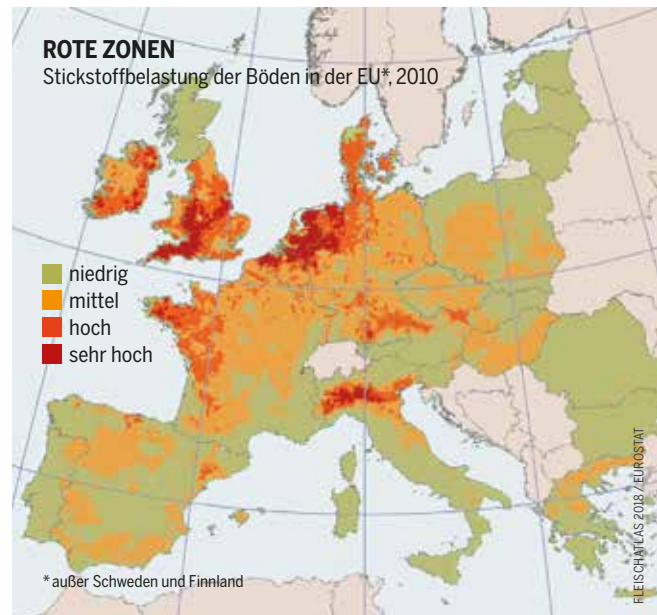 ROTE ZONEN
Stickstoffbelastung der Böden in der EU*, 2010
niedrig
mittel
hoch
sehr hoch
* außer Schweden und Finnland
FLEISCHATLAS 2018 / EUROSTAT